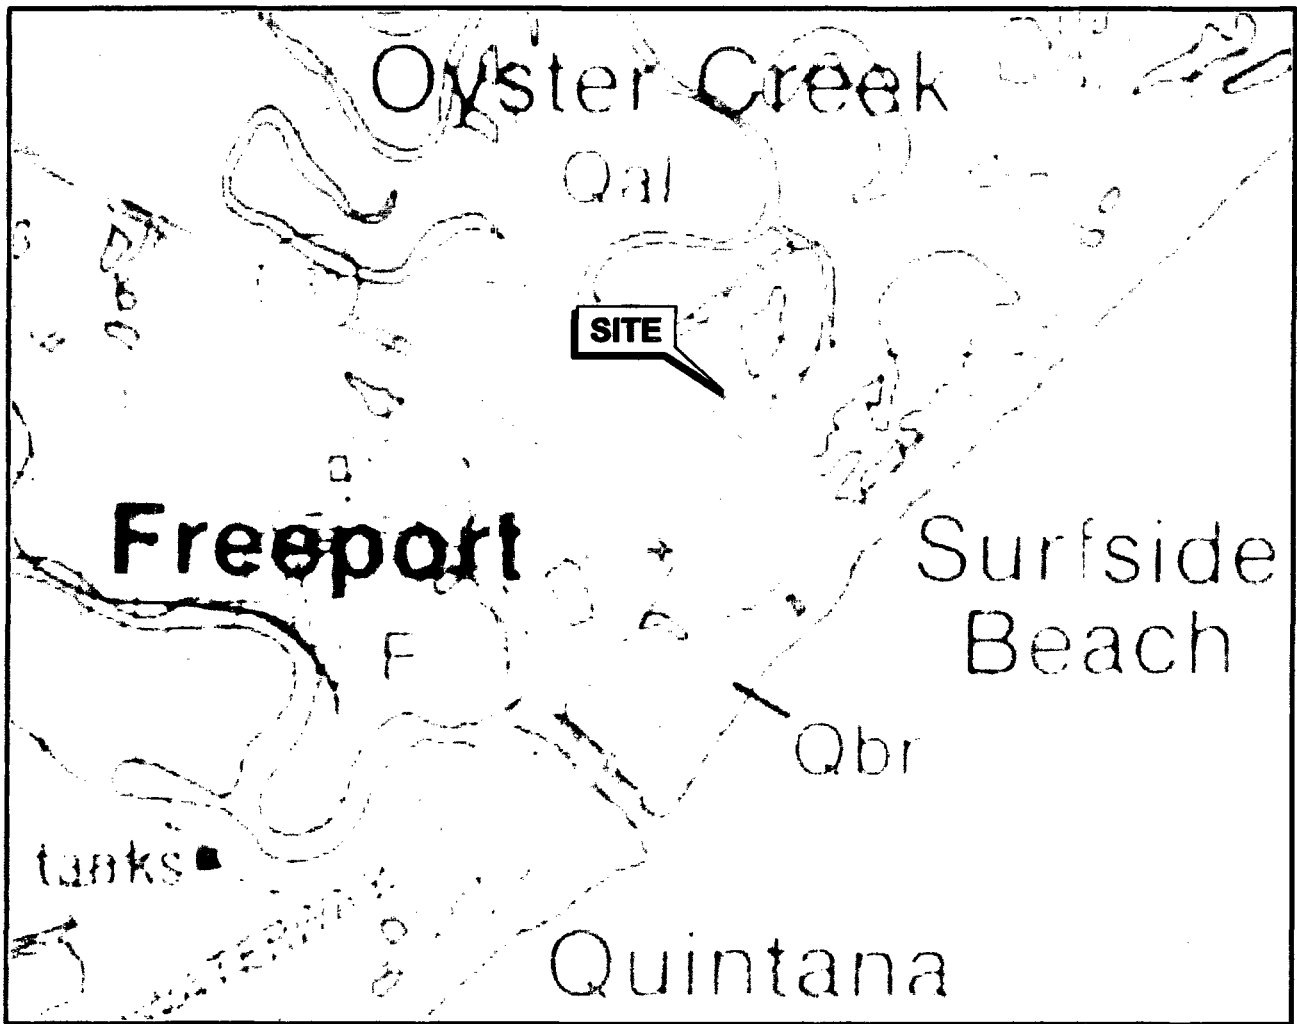 Oyster Creek
Qal
SITE
Freeport
Surfside
Beach
F
Qbr
tanks
Quintana